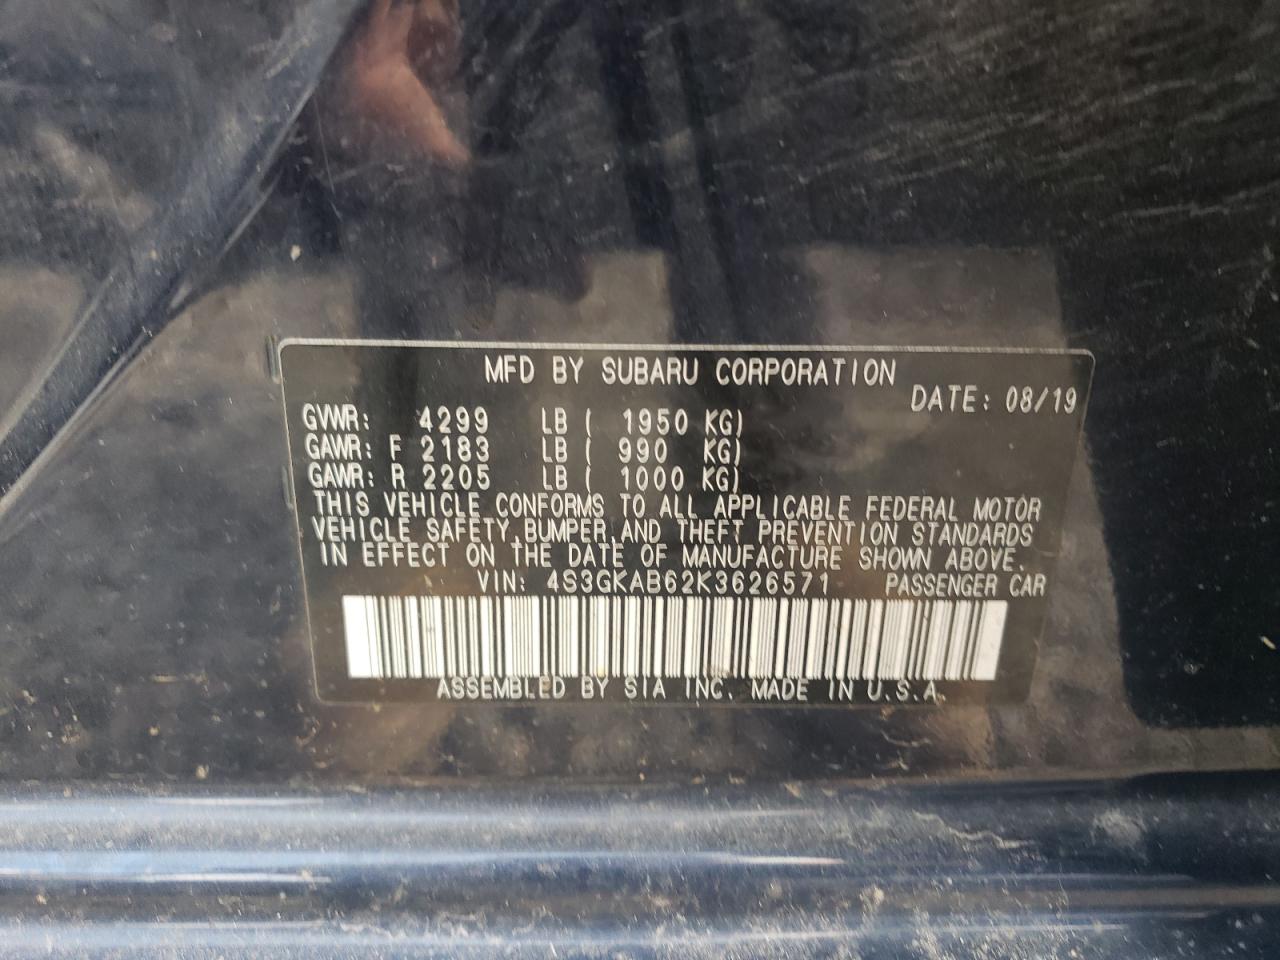 MFD BY SUBARU CORPORATION
DATE: 08/19
GVWR: 4299 LB ( 1950 KG)
GAWR: F 2183 LB ( 990 KG)
GAWR: R 2205 LB ( 1000 KG)
THIS VEHICLE CONFORMS TO ALL APPLICABLE FEDERAL MOTOR
VEHICLE SAFETY,BUMPER,AND THEFT PREVENTION STANDARDS
IN EFFECT ON THE DATE OF MANUFACTURE SHOWN ABOVE.
VIN: 4S3GKAB62K3626571 PASSENGER CAR
ASSEMBLED BY SIA INC. MADE IN U.S.A.